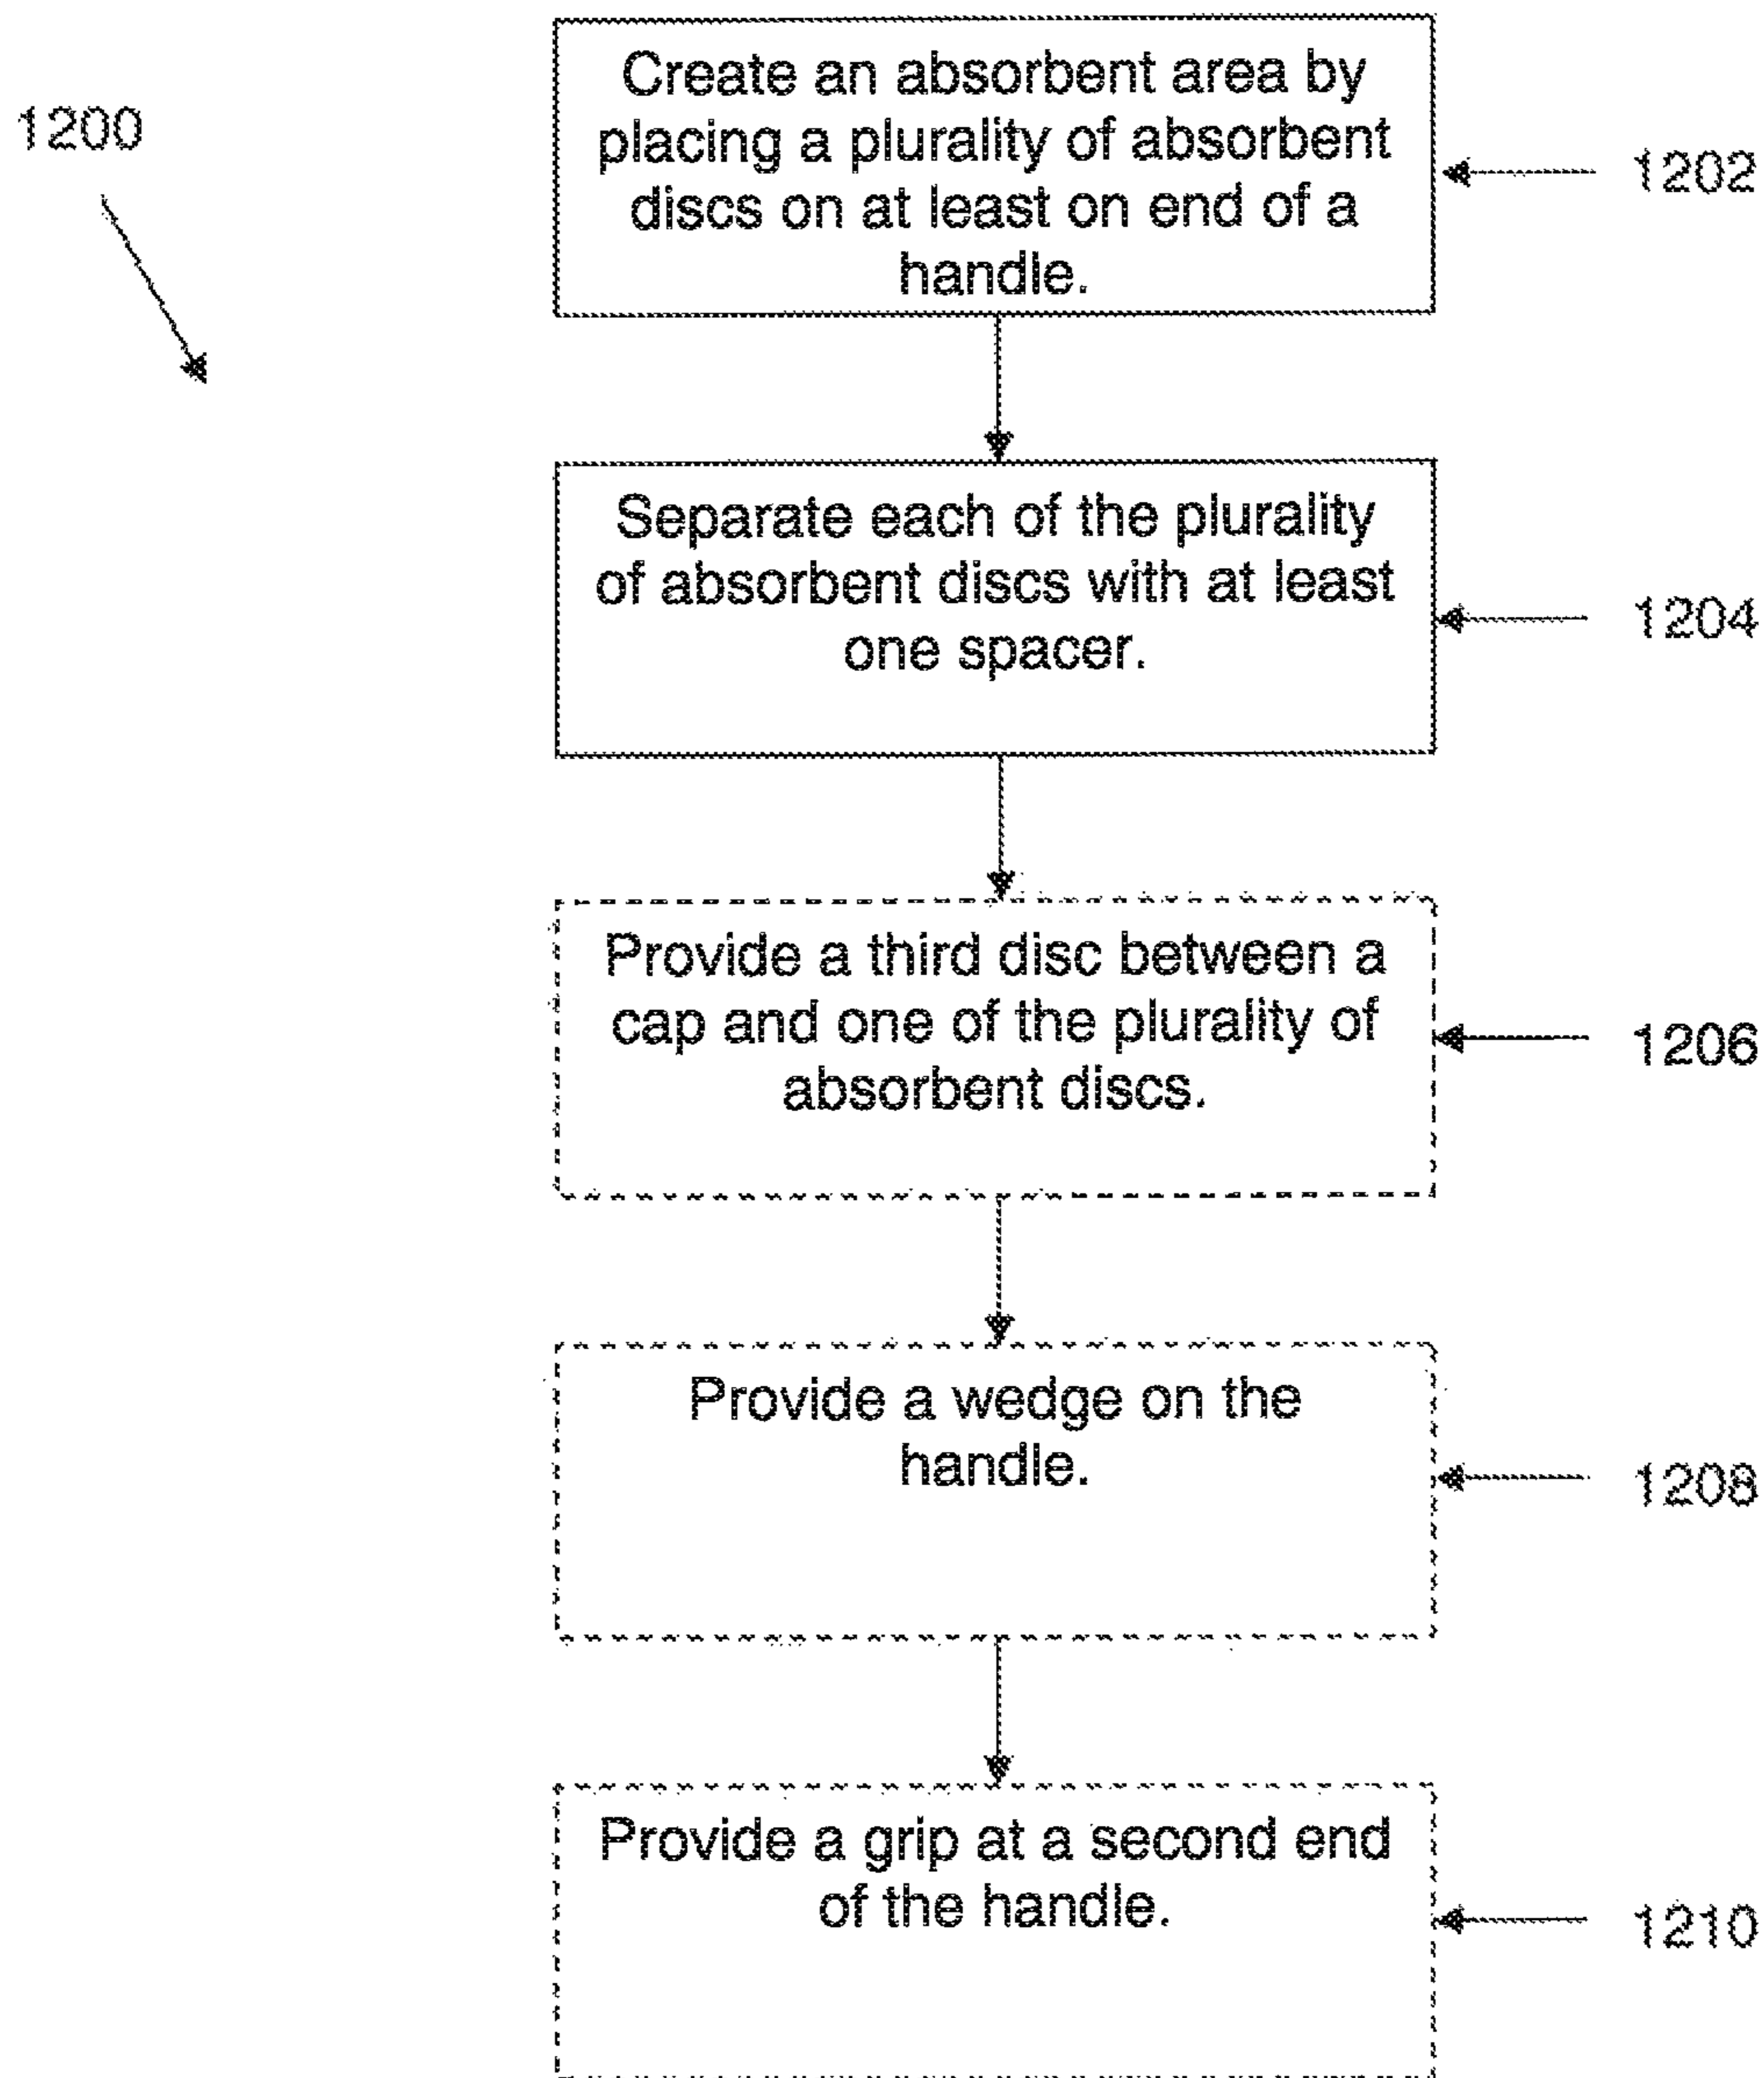 1200
Create an absorbent area by
placing a plurality of absorbent
discs on at least on end of a
handle.
1202
Separate each of the plurality
of absorbent discs with at least
one spacer.
1204
Provide a third disc between a
cap and one of the plurality of
absorbent discs.
1206
Provide a wedge on the
handle.
1208
Provide a grip at a second end
of the handle.
1210